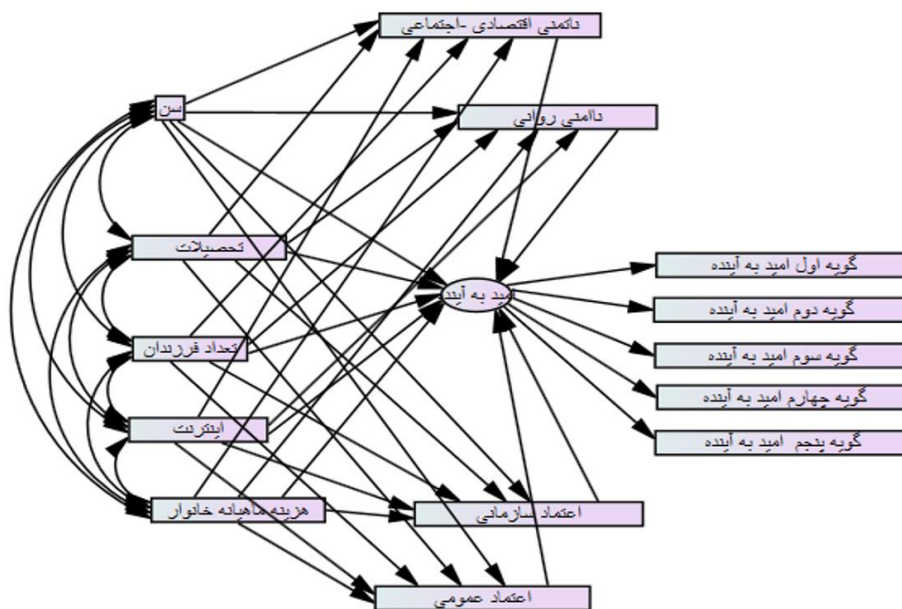 ناتمنی اقتصادی -اجتماعی
سن
ناامنی روانی
تحصیلات
گویه اول امید به آینده
امید به آینده
گویه دوم امید به آینده
تعداد فرزندان
گویه سوم امید به آینده
گویه چهارم امید به آینده
اینترنت
گویه پنجم امید به آینده
هزینه ماهیانه خانوار
اعتماد سازمانی
اعتماد عمومی